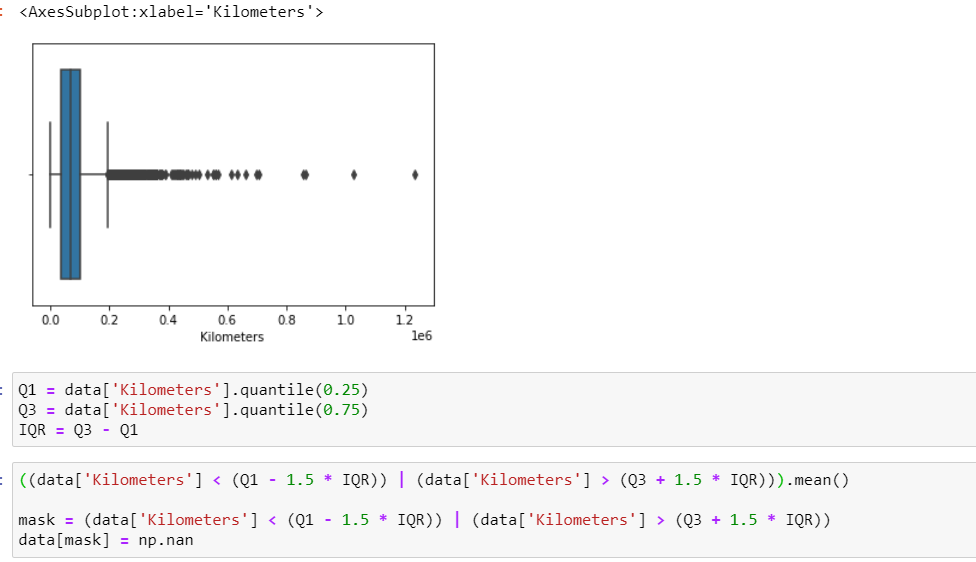 : <AxesSubplot:xlabel='Kilometers'>
0.0 0.2 0.4 0.6 0.8 1.0 1.2
Kilometers 1e6
: Q1 = data['Kilometers'].quantile(0.25)
Q3 = data['Kilometers'].quantile(0.75)
IQR = Q3 - Q1
: ((data['Kilometers'] < (Q1 - 1.5 * IQR)) | (data['Kilometers'] > (Q3 + 1.5 * IQR))).mean()
mask = (data['Kilometers'] < (Q1 - 1.5 * IQR)) | (data['Kilometers'] > (Q3 + 1.5 * IQR))
data[mask] = np.nan